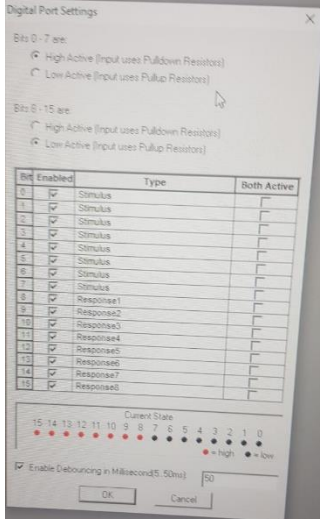 Digital Port Settings
Bits 0 - 7 are:
High Active (Input uses Pulldown Resistors)
Low Active (Input uses Pullup Resistors)
Bits 8 - 15 are:
High Active (Input uses Pulldown Resistors)
Low Active (Input uses Pullup Resistors)
Bit Enabled Type Both Active
0 Stimulus
1 Stimulus
2 Stimulus
3 Stimulus
4 Stimulus
5 Stimulus
6 Stimulus
7 Stimulus
8 Response1
9 Response2
10 Response3
11 Response4
12 Response5
13 Response6
14 Response7
15 Response8
Current State
15 14 13 12 11 10 9 8 7 6 5 4 3 2 1 0
= high = low
Enable Debouncing in Millisecond(5..50ms) 50
OK Cancel